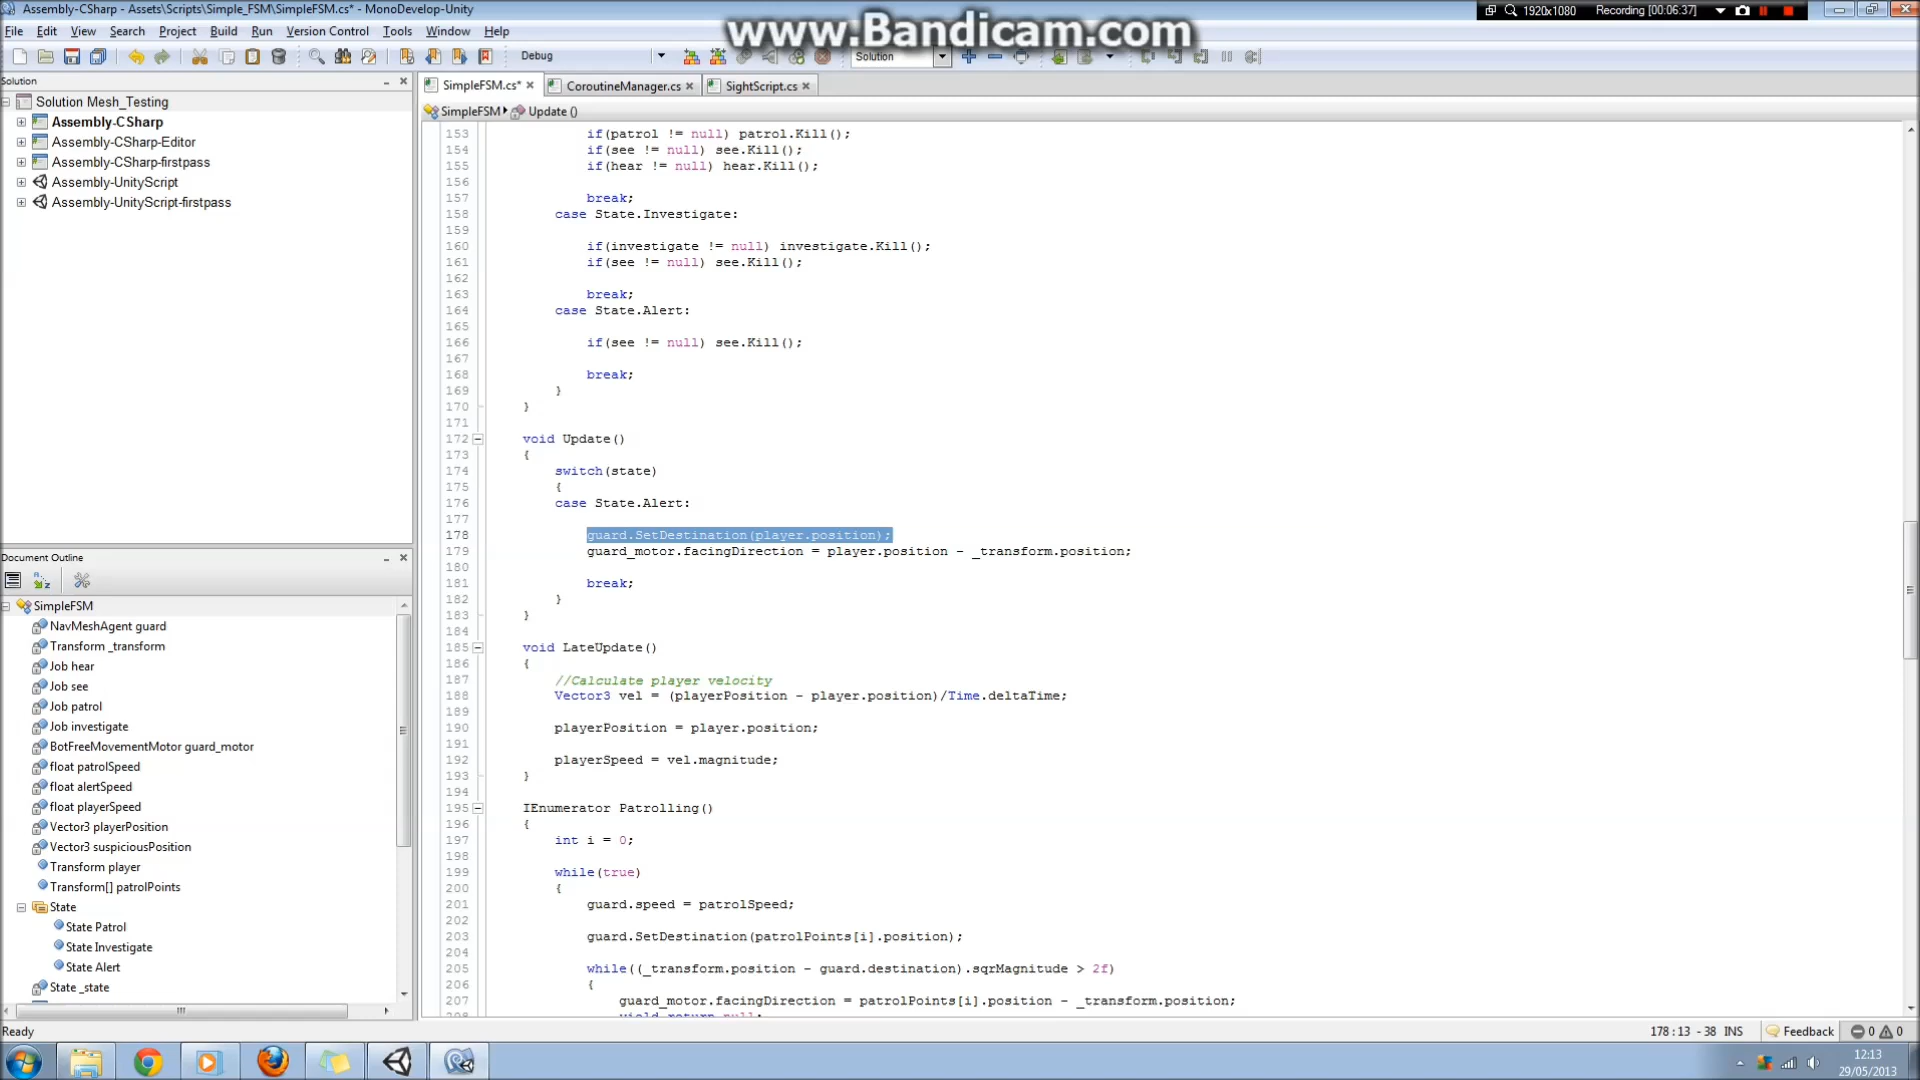 Assembly-CSharp - Assets\Scripts\Simple_FSM\SimpleFSM.cs* - MonoDevelop-Unity
www.Bandicam.com
1920x1080 Recording [00:06:37]
File Edit View Search Project Build Run Version Control Tools Window Help
Debug
Solution
Solution
SimpleFSM.cs*
CoroutineManager.cs
SightScript.cs
SimpleFSM Update ()
Solution Mesh_Testing
Assembly-CSharp
Assembly-CSharp-Editor
Assembly-CSharp-firstpass
Assembly-UnityScript
Assembly-UnityScript-firstpass
153 if(patrol != null) patrol.Kill();
154 if(see != null) see.Kill();
155 if(hear != null) hear.Kill();
156
157 break;
158 case State.Investigate:
159
160 if(investigate != null) investigate.Kill();
161 if(see != null) see.Kill();
162
163 break;
164 case State.Alert:
165
166 if(see != null) see.Kill();
167
168 break;
169 }
170 }
171
172 void Update()
173 {
174 switch(state)
175 {
176 case State.Alert:
177
178 guard.SetDestination(player.position);
179 guard_motor.facingDirection = player.position - _transform.position;
180
181 break;
182 }
183 }
184
185 void LateUpdate()
186 {
187 //Calculate player velocity
188 Vector3 vel = (playerPosition - player.position)/Time.deltaTime;
189
190 playerPosition = player.position;
191
192 playerSpeed = vel.magnitude;
193 }
194
195 IEnumerator Patrolling()
196 {
197 int i = 0;
198
199 while(true)
200 {
201 guard.speed = patrolSpeed;
202
203 guard.SetDestination(patrolPoints[i].position);
204
205 while((_transform.position - guard.destination).sqrMagnitude > 2f)
206 {
207 guard_motor.facingDirection = patrolPoints[i].position - _transform.position;
208 yield return null;
Document Outline
SimpleFSM
NavMeshAgent guard
Transform _transform
Job hear
Job see
Job patrol
Job investigate
BotFreeMovementMotor guard_motor
float patrolSpeed
float alertSpeed
float playerSpeed
Vector3 playerPosition
Vector3 suspiciousPosition
Transform player
Transform[] patrolPoints
State
State Patrol
State Investigate
State Alert
State _state
Ready
178 : 13 - 38 INS
Feedback
0 0
12:13
29/05/2013